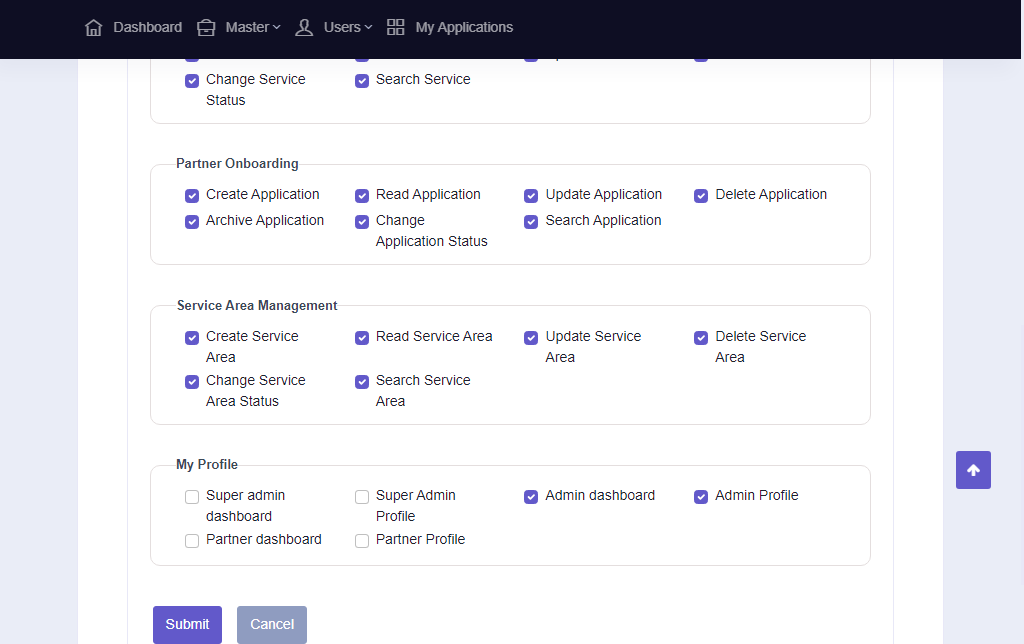 Dashboard Master Users My Applications
Change Service Search Service
Status
Partner Onboarding
Create Application Read Application Update Application Delete Application
Archive Application Change Search Application
Application Status
Service Area Management
Create Service Read Service Area Update Service Delete Service
Area Area Area
Change Service Search Service
Area Status Area
My Profile
Super admin Super Admin Admin dashboard Admin Profile
dashboard Profile
Partner dashboard Partner Profile
Submit Cancel